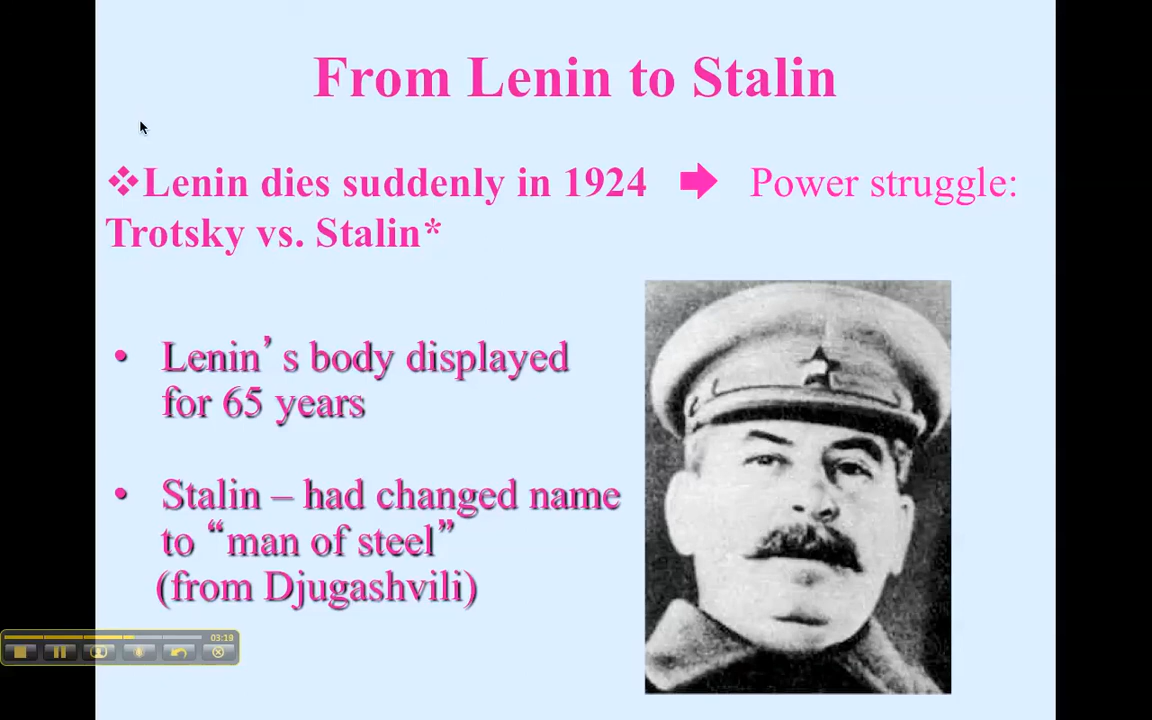 From Lenin to Stalin
❖Lenin dies suddenly in 1924 ➡ Power struggle:
Trotsky vs. Stalin*
• Lenin’s body displayed
for 65 years
• Stalin – had changed name
to “man of steel”
(from Djugashvili)
03:19